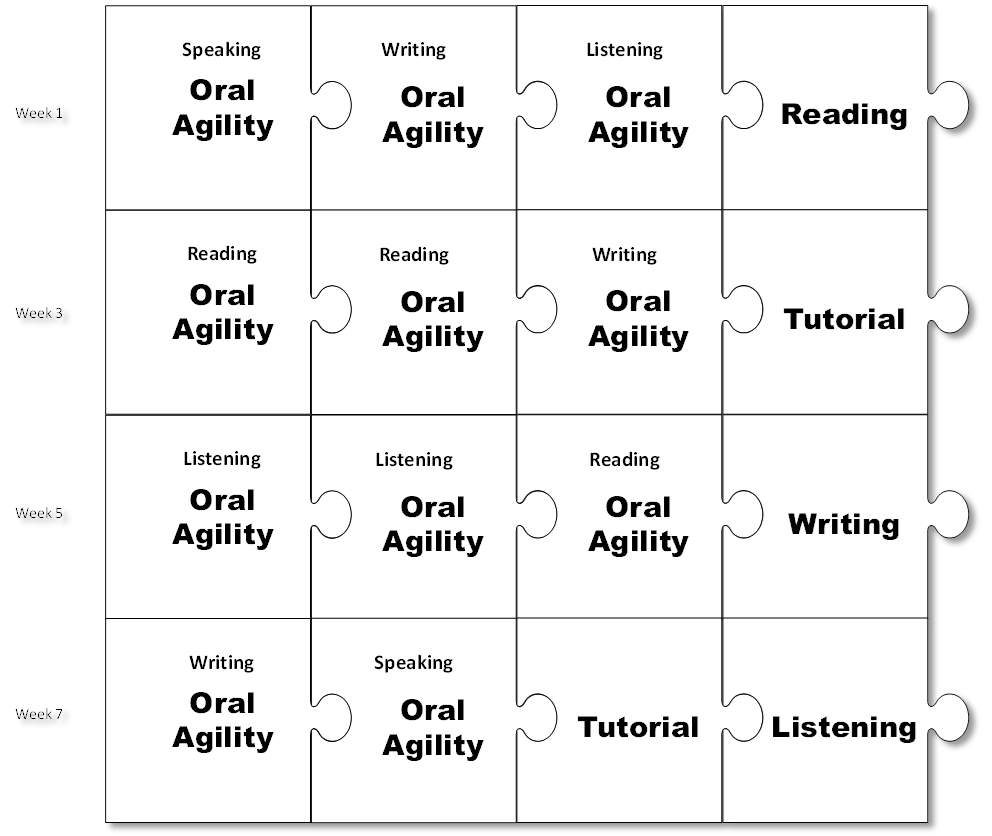 Week 1
Speaking
Oral
Agility
Writing
Oral
Agility
Listening
Oral
Agility
Reading
Week 3
Reading
Oral
Agility
Reading
Oral
Agility
Writing
Oral
Agility
Tutorial
Week 5
Listening
Oral
Agility
Listening
Oral
Agility
Reading
Oral
Agility
Writing
Week 7
Writing
Oral
Agility
Speaking
Oral
Agility
Tutorial
Listening